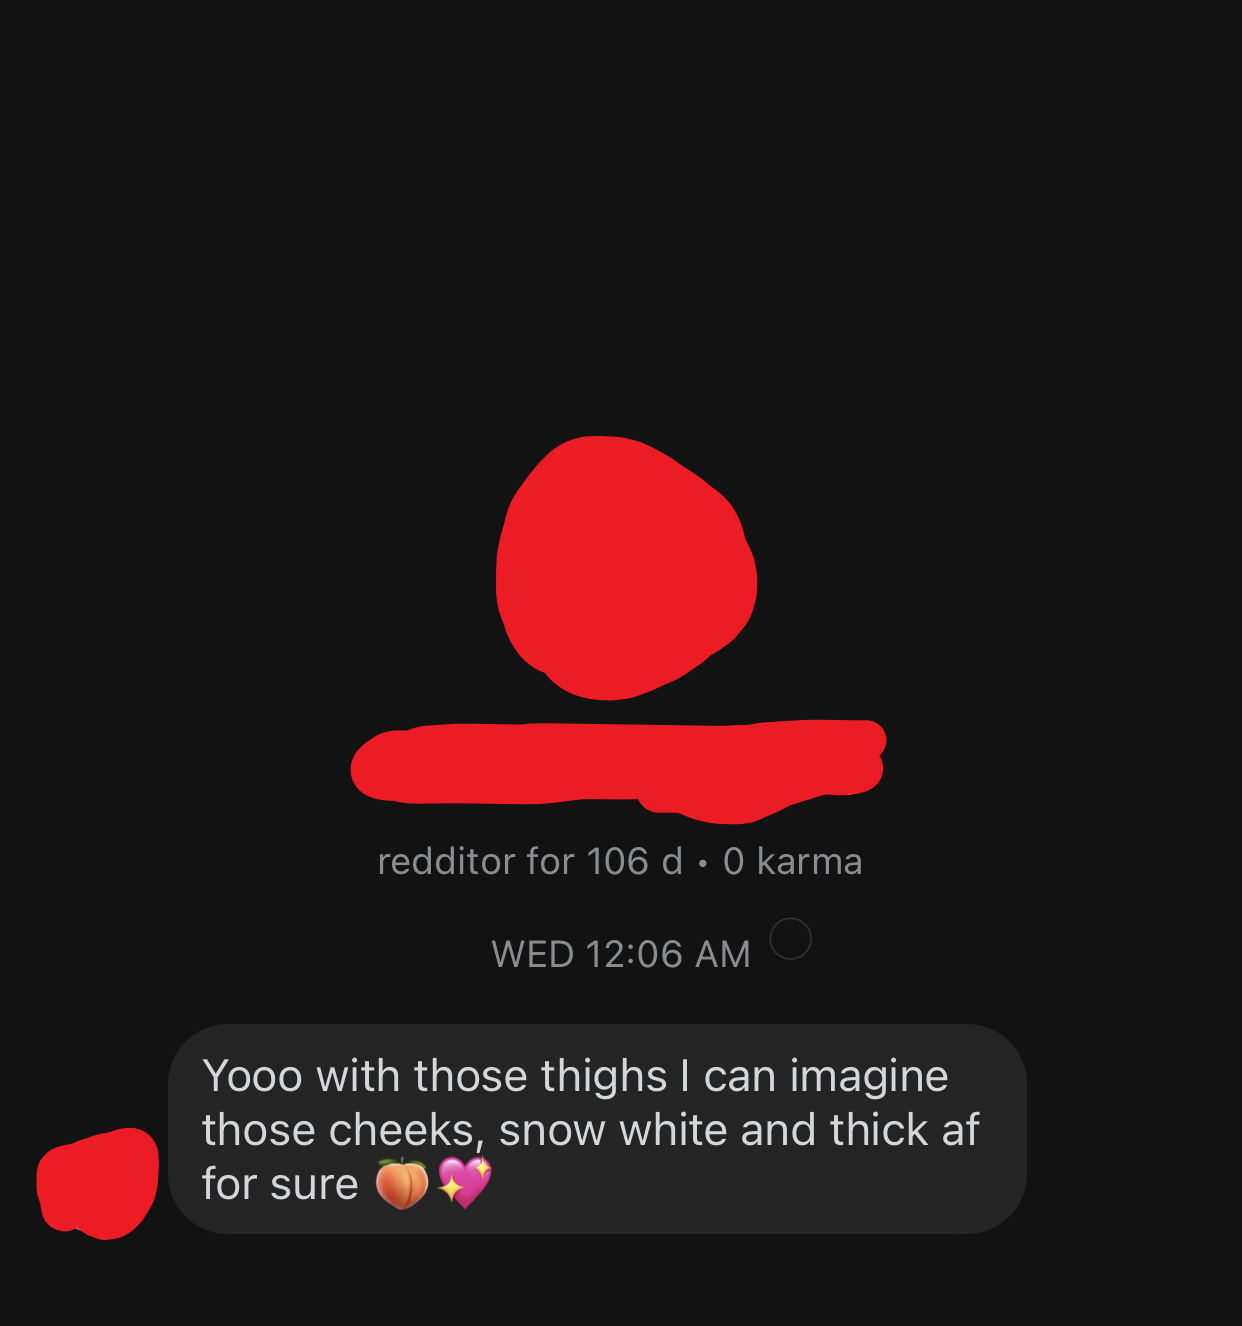 redditor for 106 d • 0 karma
WED 12:06 AM
Yooo with those thighs I can imagine
those cheeks, snow white and thick af
for sure 🍑💖